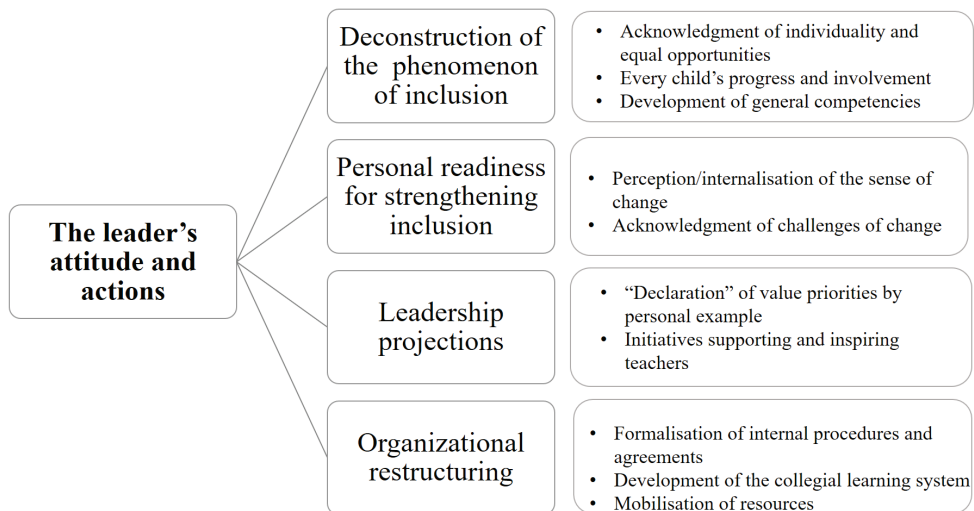 The leader's
attitude and
actions
Deconstruction of
the phenomenon
of inclusion
• Acknowledgment of individuality and
equal opportunities
• Every child's progress and involvement
• Development of general competencies
Personal readiness
for strengthening
inclusion
• Perception/internalisation of the sense of
change
• Acknowledgment of challenges of change
Leadership
projections
• “Declaration” of value priorities by
personal example
• Initiatives supporting and inspiring
teachers
Organizational
restructuring
• Formalisation of internal procedures and
agreements
• Development of the collegial learning system
• Mobilisation of resources